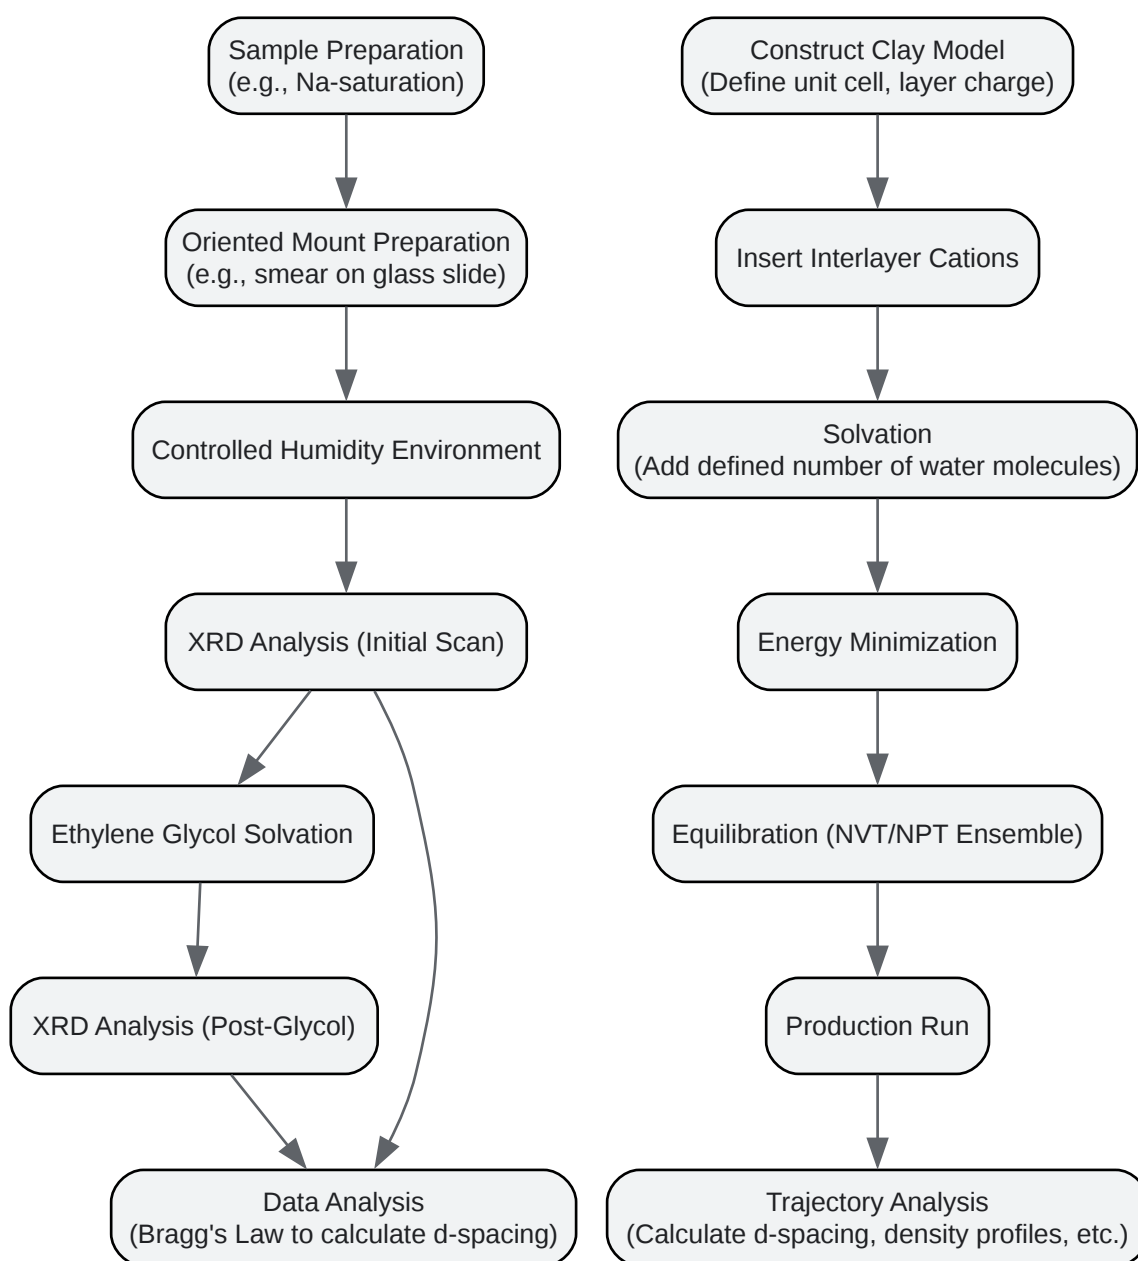 Sample Preparation
(e.g., Na-saturation)
Oriented Mount Preparation
(e.g., smear on glass slide)
Controlled Humidity Environment
XRD Analysis (Initial Scan)
Ethylene Glycol Solvation
XRD Analysis (Post-Glycol)
Data Analysis
(Bragg's Law to calculate d-spacing)
Construct Clay Model
(Define unit cell, layer charge)
Insert Interlayer Cations
Solvation
(Add defined number of water molecules)
Energy Minimization
Equilibration (NVT/NPT Ensemble)
Production Run
Trajectory Analysis
(Calculate d-spacing, density profiles, etc.)